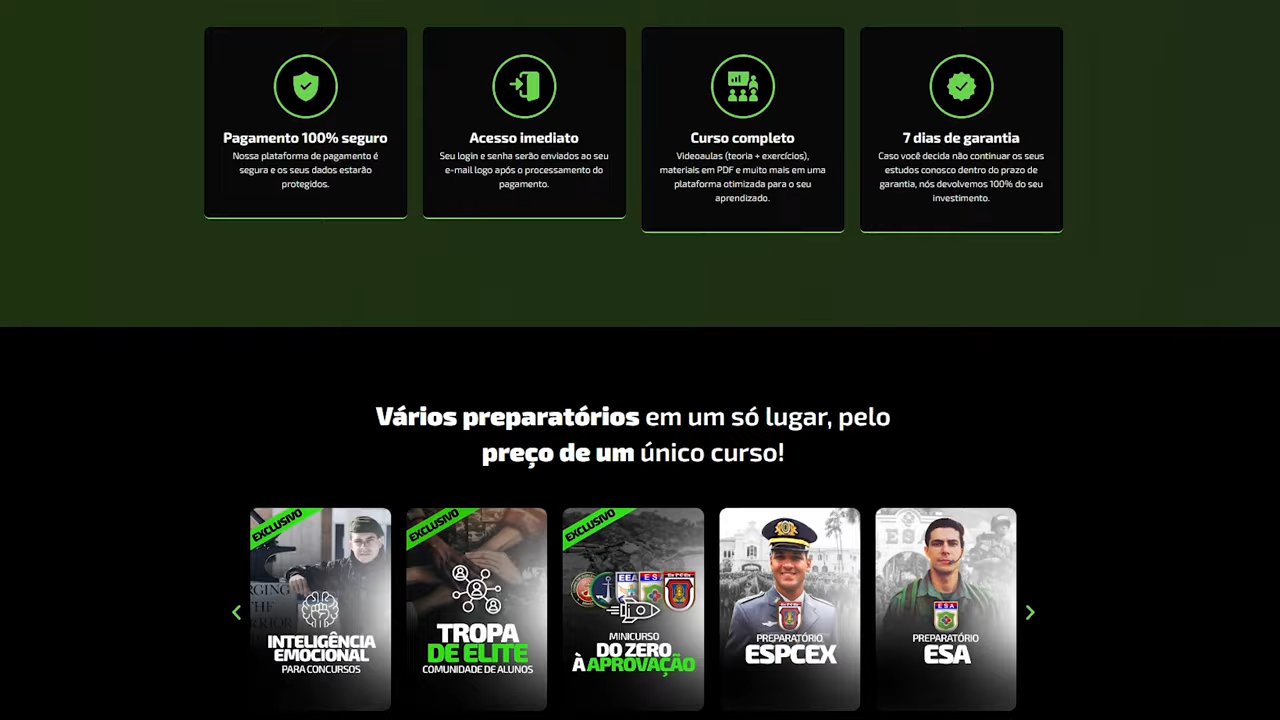 Pagamento 100% seguro
Nossa plataforma de pagamento é
segura e os seus dados estarão
protegidos.
Acesso imediato
Seu login e senha serão enviados ao seu
e-mail logo após o processamento do
pagamento.
Curso completo
Videoaulas (teoria + exercícios),
materiais em PDF e muito mais em uma
plataforma otimizada para o seu
aprendizado.
7 dias de garantia
Caso você decida não continuar os seus
estudos conosco dentro do prazo de
garantia, nós devolvemos 100% do seu
investimento.
Vários preparatórios em um só lugar, pelo
preço de um único curso!
EXCLUSIVO
INTELIGÊNCIA
EMOCIONAL
PARA CONCURSOS
EXCLUSIVO
TROPA
DE ELITE
COMUNIDADE DE ALUNOS
EXCLUSIVO
MINICURSO
DO ZERO
À APROVAÇÃO
PREPARATÓRIO
ESPCEX
ESA
PREPARATÓRIO
ESA